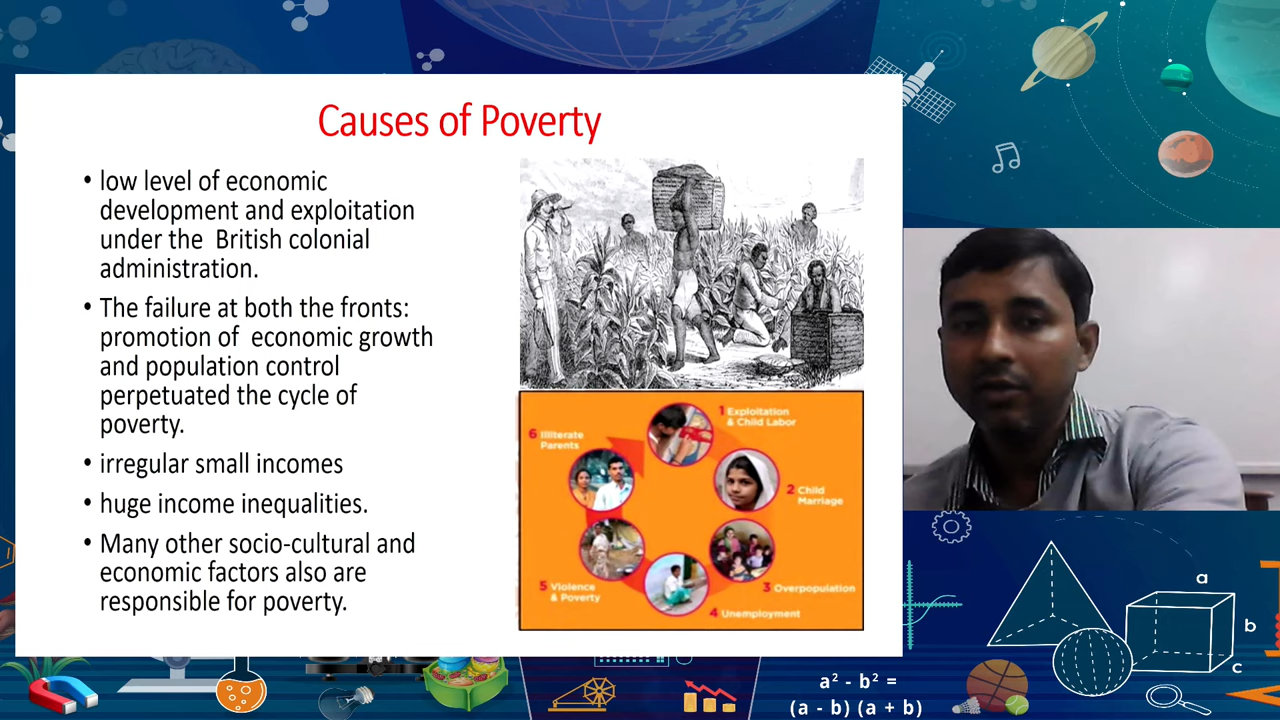 Causes of Poverty
• low level of economic
development and exploitation
under the British colonial
administration.
• The failure at both the fronts:
promotion of economic growth
and population control
perpetuated the cycle of
poverty.
• irregular small incomes
• huge income inequalities.
• Many other socio-cultural and
economic factors also are
responsible for poverty.
1 Exploitation
& Child Labor
2 Child
Marriage
3 Overpopulation
4 Unemployment
5 Violence
& Poverty
6 Illiterate
Parents
a
b
c
a² - b² =
(a - b) (a + b)